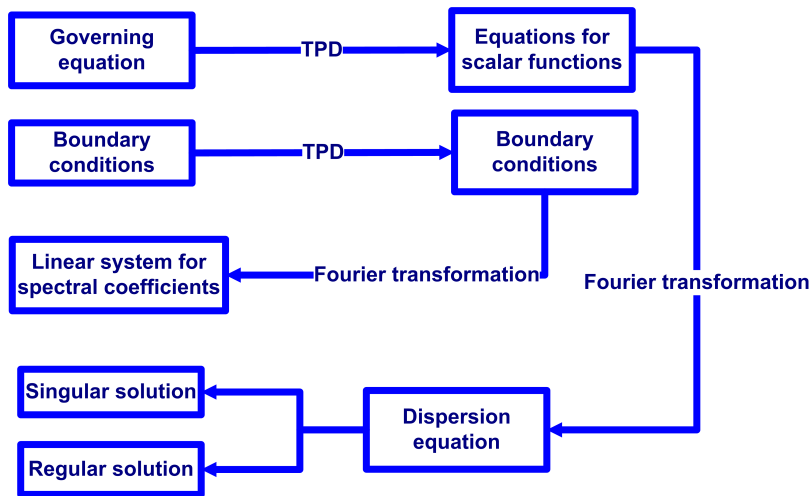 Governing
equation
TPD
Equations for
scalar functions
Boundary
conditions
TPD
Boundary
conditions
Linear system for
spectral coefficients
Fourier transformation
Fourier transformation
Singular solution
Dispersion
equation
Regular solution